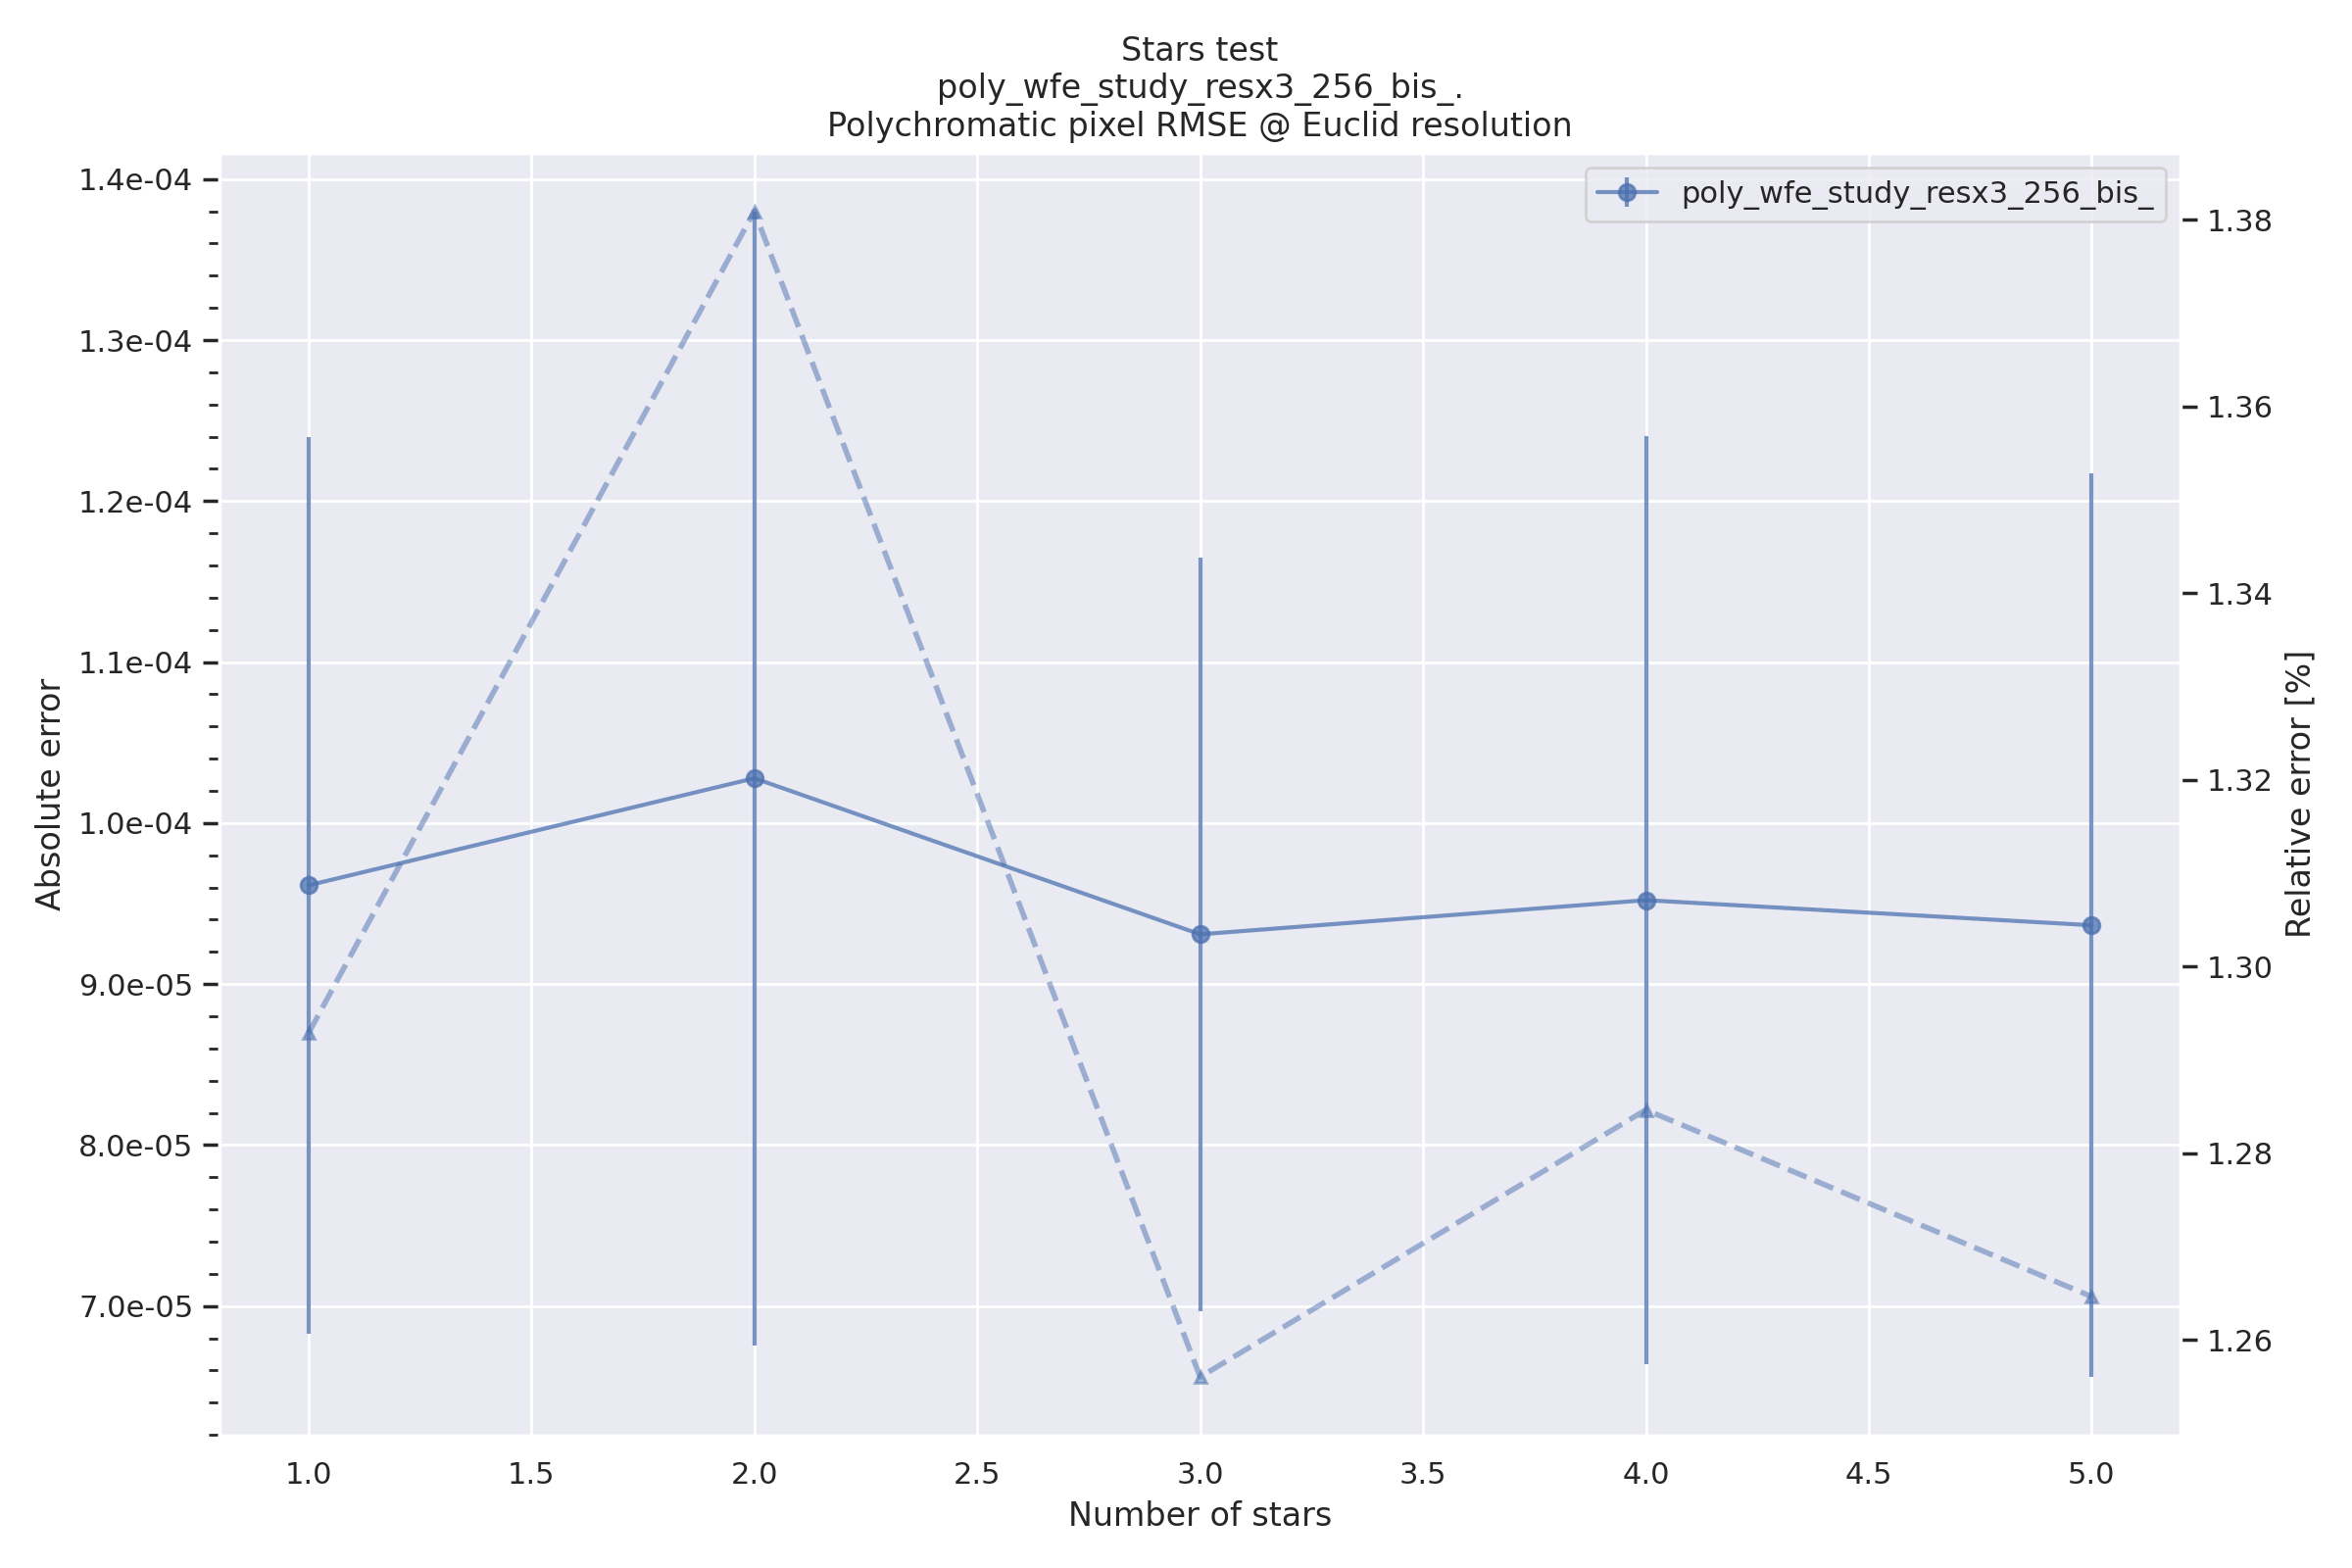 Stars test
poly_wfe_study_resx3_256_bis_.
Polychromatic pixel RMSE @ Euclid resolution
poly_wfe_study_resx3_256_bis_
Absolute error
1.4e-04
1.3e-04
1.2e-04
1.1e-04
1.0e-04
9.0e-05
8.0e-05
7.0e-05
1.38
1.36
1.34
1.32
1.30
1.28
1.26
Relative error [%]
1.0 1.5 2.0 2.5 3.0 3.5 4.0 4.5 5.0
Number of stars